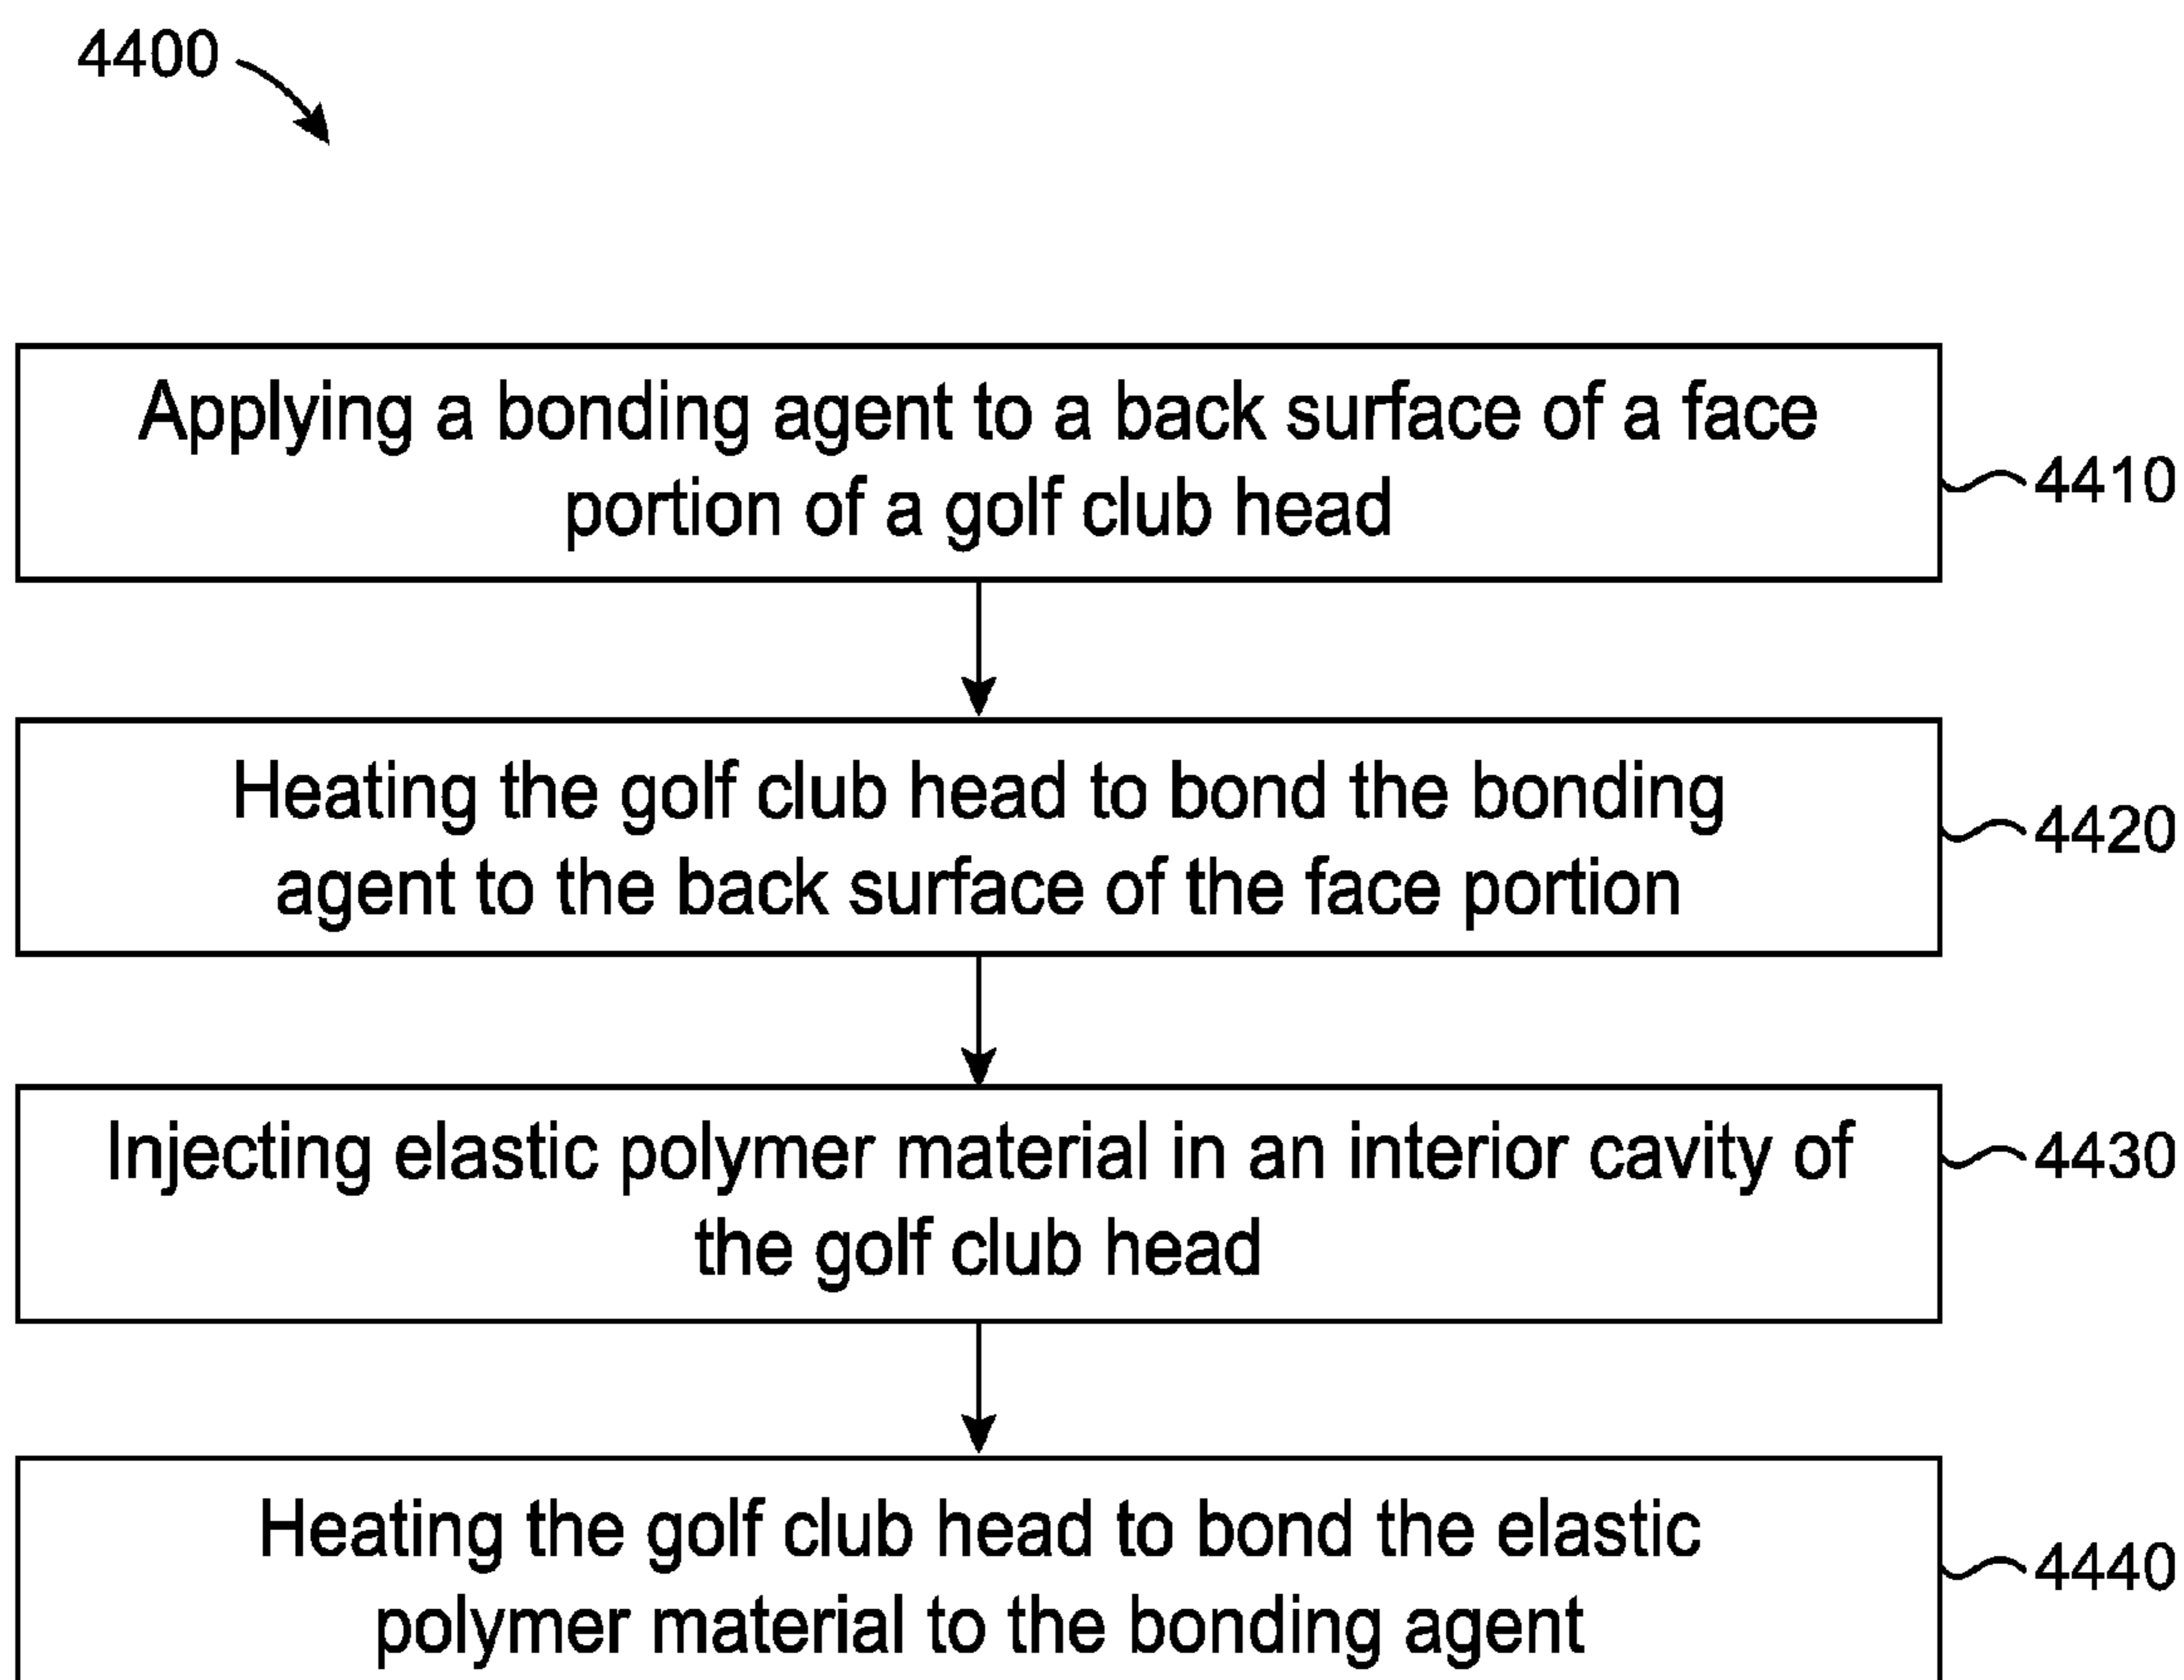 4400
Applying a bonding agent to a back surface of a face
portion of a golf club head
4410
Heating the golf club head to bond the bonding
agent to the back surface of the face portion
4420
Injecting elastic polymer material in an interior cavity of
the golf club head
4430
Heating the golf club head to bond the elastic
polymer material to the bonding agent
4440